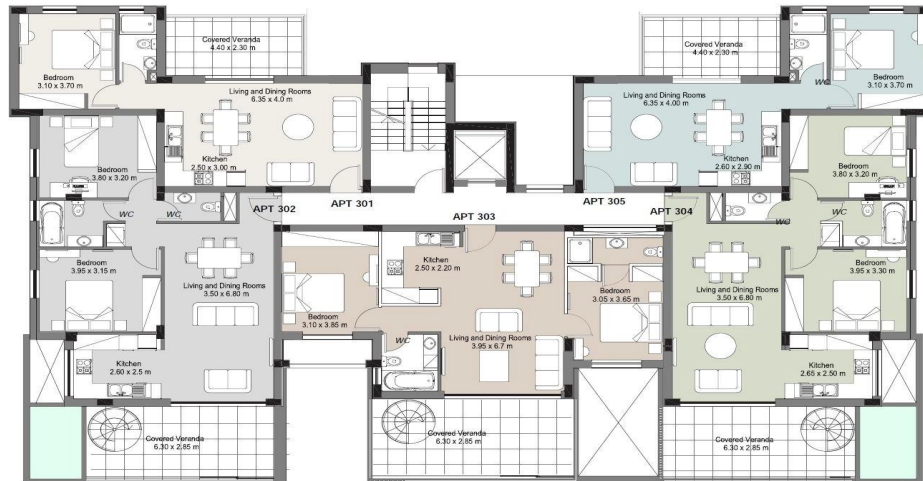 Covered Veranda
4.40 x 2.30 m
Covered Veranda
4.40 x 2.30 m
Bedroom
3.10 x 3.70 m
Living and Dining Rooms
6.35 x 4.0 m
Living and Dining Rooms
6.35 x 4.00 m
WC
Bedroom
3.10 x 3.70 m
Kitchen
2.50 x 3.00 m
Kitchen
2.60 x 2.90 m
Bedroom
3.80 x 3.20 m
Bedroom
3.80 x 3.20 m
WC
WC
APT 302
APT 301
APT 303
APT 305
APT 304
WC
WC
Bedroom
3.95 x 3.15 m
Living and Dining Rooms
3.50 x 6.80 m
Kitchen
2.50 x 2.20 m
Bedroom
3.10 x 3.85 m
Bedroom
3.05 x 3.65 m
Living and Dining Rooms
3.50 x 6.80 m
Bedroom
3.95 x 3.30 m
WC
Living and Dining Rooms
3.95 x 6.7 m
Kitchen
2.60 x 2.5 m
Kitchen
2.65 x 2.50 m
Covered Veranda
6.30 x 2.85 m
Covered Veranda
6.30 x 2.85 m
Covered Veranda
6.30 x 2.85 m